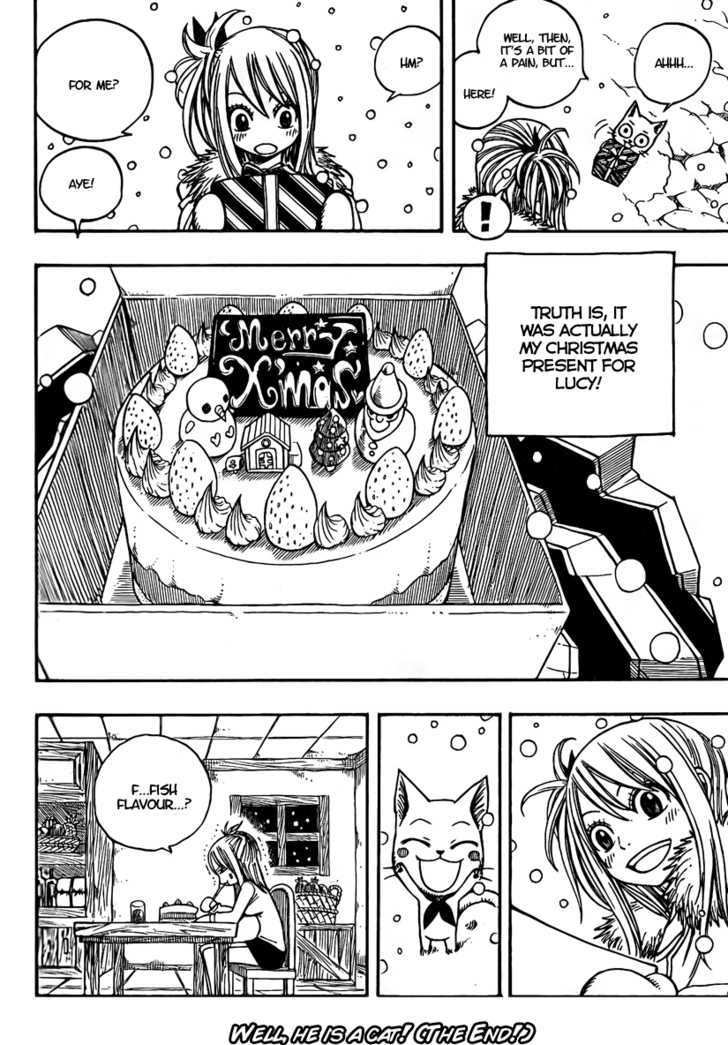 AHHH...
WELL, THEN,
IT'S A BIT OF
A PAIN, BUT...
HERE!
!
HM?
FOR ME?
AYE!
TRUTH IS, IT
WAS ACTUALLY
MY CHRISTMAS
PRESENT FOR
LUCY!
Merry
X'mas
F...FISH
FLAVOUR...?
WELL, HE IS A CAT! (THE END!)